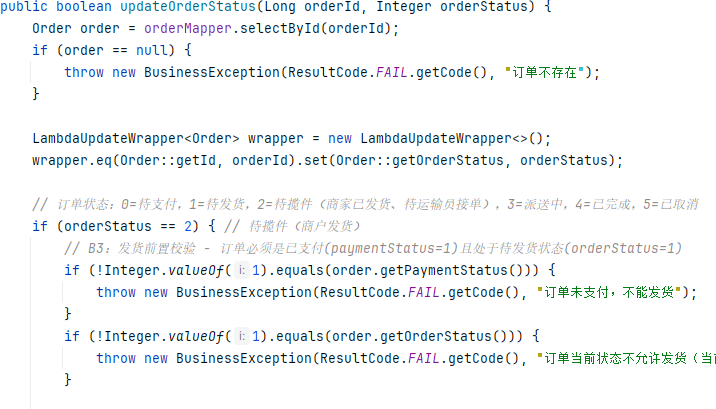 public boolean updateOrderStatus(Long orderId, Integer orderStatus) {
Order order = orderMapper.selectById(orderId);
if (order == null) {
throw new BusinessException(ResultCode.FAIL.getCode(), "订单不存在");
}
LambdaUpdateWrapper<Order> wrapper = new LambdaUpdateWrapper<>();
wrapper.eq(Order::getId, orderId).set(Order::getOrderStatus, orderStatus);
// 订单状态：0=待支付，1=待发货，2=待揽件（商家已发货、待运输员接单），3=派送中，4=已完成，5=已取消
if (orderStatus == 2) { // 待揽件（商户发货）
// B3：发货前置校验 - 订单必须是已支付(paymentStatus=1)且处于待发货状态(orderStatus=1)
if (!Integer.valueOf( i: 1).equals(order.getPaymentStatus())) {
throw new BusinessException(ResultCode.FAIL.getCode(), "订单未支付，不能发货");
}
if (!Integer.valueOf( i: 1).equals(order.getOrderStatus())) {
throw new BusinessException(ResultCode.FAIL.getCode(), "订单当前状态不允许发货（当
}